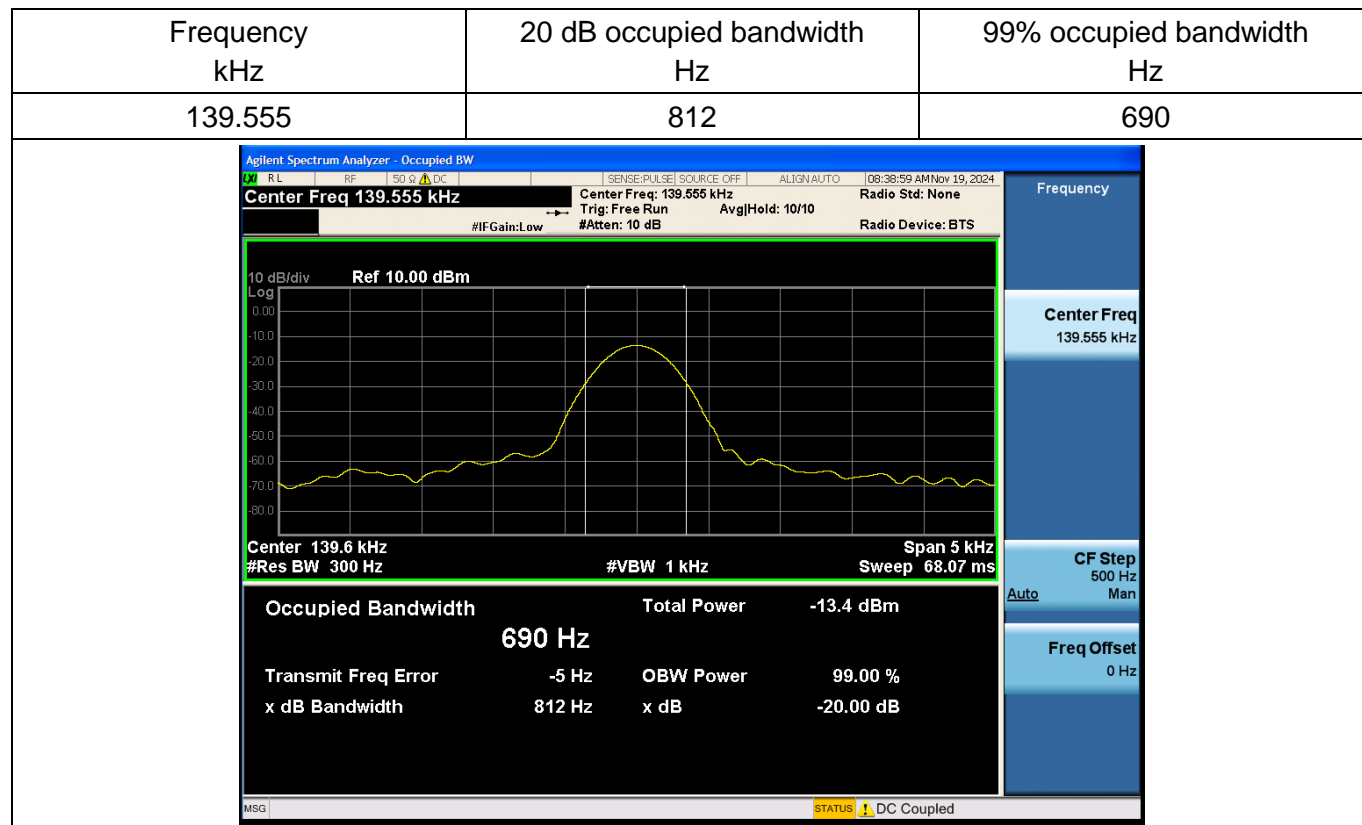 Frequency 20 dB occupied bandwidth 99% occupied bandwidth
kHz Hz Hz
139.555 812 690
Agilent Spectrum Analyzer - Occupied BW
LXI RL RF 50 Ω DC SENSE:PULSE SOURCE OFF ALIGN AUTO 08:38:59 AM Nov 19, 2024
Center Freq 139.555 kHz Center Freq: 139.555 kHz Radio Std: None Frequency
Trig: Free Run Avg|Hold: 10/10
#IFGain:Low #Atten: 10 dB Radio Device: BTS
10 dB/div Ref 10.00 dBm
Log
0.00
-10.0
-20.0
-30.0
-40.0
-50.0
-60.0
-70.0
-80.0
Center Freq
139.555 kHz
Center 139.6 kHz Span 5 kHz
#Res BW 300 Hz #VBW 1 kHz Sweep 68.07 ms
CF Step
500 Hz
Auto Man
Occupied Bandwidth Total Power -13.4 dBm
690 Hz
Transmit Freq Error -5 Hz OBW Power 99.00 %
x dB Bandwidth 812 Hz x dB -20.00 dB
Freq Offset
0 Hz
MSG STATUS DC Coupled